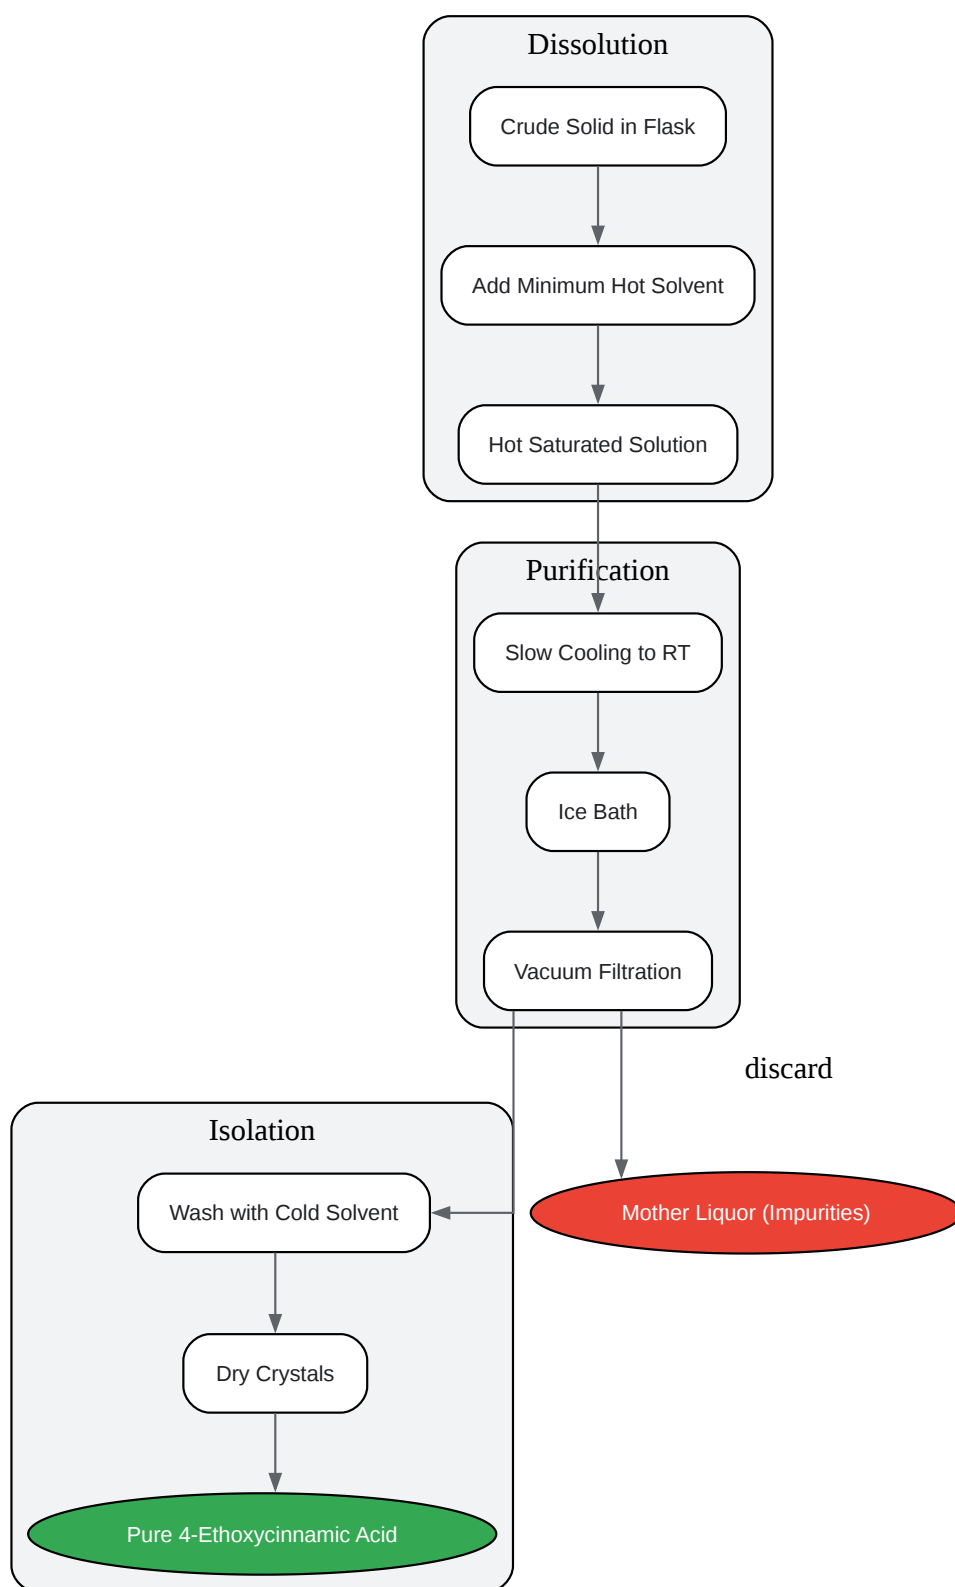 Dissolution
Crude Solid in Flask
Add Minimum Hot Solvent
Hot Saturated Solution
Purification
Slow Cooling to RT
Ice Bath
Vacuum Filtration
discard
Isolation
Wash with Cold Solvent
Mother Liquor (Impurities)
Dry Crystals
Pure 4-Ethoxycinnamic Acid